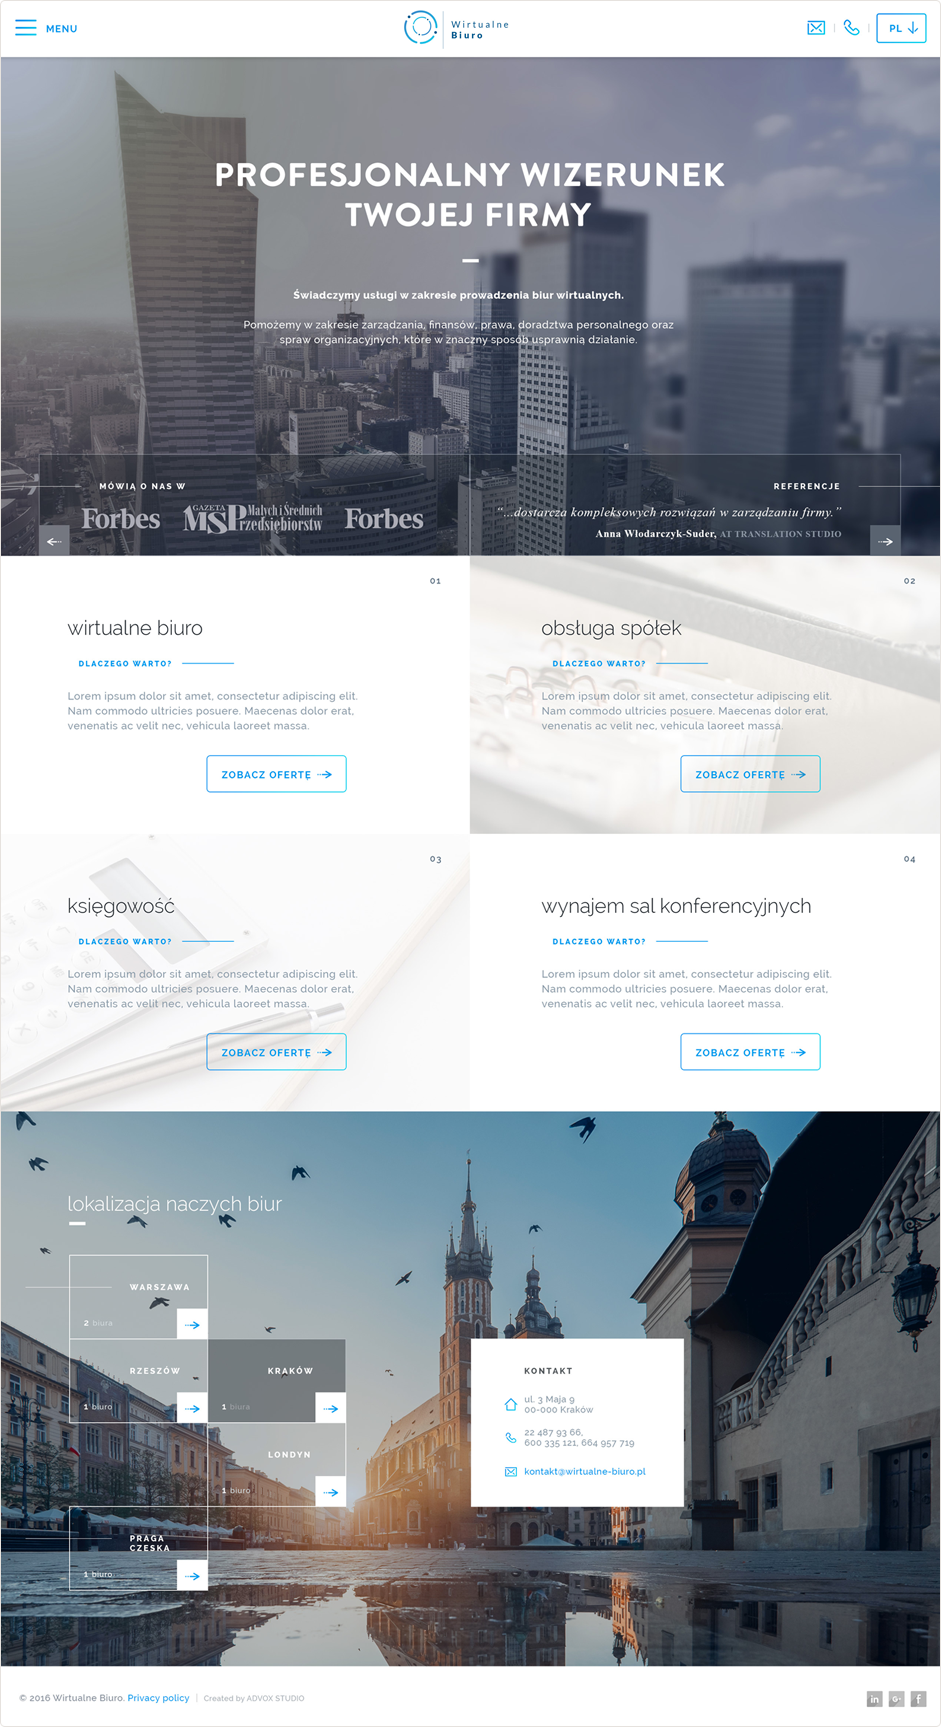 MENU
Wirtualne
Biuro
PL
PROFESJONALNY WIZERUNEK
TWOJEJ FIRMY
Świadczymy usługi w zakresie prowadzenia biur wirtualnych.
Pomożemy w zakresie zarządzania, finansów, prawa, doradztwa personalnego oraz
spraw organizacyjnych, które w znaczny sposób usprawnią działanie.
MÓWIĄ O NAS W
Forbes
GAZETA
MSP Małych i Średnich
Przedsiębiorstw
Forbes
REFERENCJE
“...dostarcza kompleksowych rozwiązań w zarządzaniu firmy.”
Anna Włodarczyk-Suder, AT TRANSLATION STUDIO
01
wirtualne biuro
DLACZEGO WARTO?
Lorem ipsum dolor sit amet, consectetur adipiscing elit.
Nam commodo ultricies posuere. Maecenas dolor erat,
venenatis ac velit nec, vehicula laoreet massa.
ZOBACZ OFERTĘ
02
obsługa spółek
DLACZEGO WARTO?
Lorem ipsum dolor sit amet, consectetur adipiscing elit.
Nam commodo ultricies posuere. Maecenas dolor erat,
venenatis ac velit nec, vehicula laoreet massa.
ZOBACZ OFERTĘ
03
księgowość
DLACZEGO WARTO?
Lorem ipsum dolor sit amet, consectetur adipiscing elit.
Nam commodo ultricies posuere. Maecenas dolor erat,
venenatis ac velit nec, vehicula laoreet massa.
ZOBACZ OFERTĘ
04
wynajem sal konferencyjnych
DLACZEGO WARTO?
Lorem ipsum dolor sit amet, consectetur adipiscing elit.
Nam commodo ultricies posuere. Maecenas dolor erat,
venenatis ac velit nec, vehicula laoreet massa.
ZOBACZ OFERTĘ
lokalizacja naczych biur
WARSZAWA
2 biura
RZESZÓW
1 biuro
KRAKÓW
1 biura
LONDYN
1 biuro
PRAGA
CZESKA
1 biuro
KONTAKT
ul. 3 Maja 9
00-000 Kraków
22 487 93 66,
600 335 121, 664 957 719
kontakt@wirtualne-biuro.pl
© 2016 Wirtualne Biuro. Privacy policy | Created by ADVOX STUDIO
in G+ f